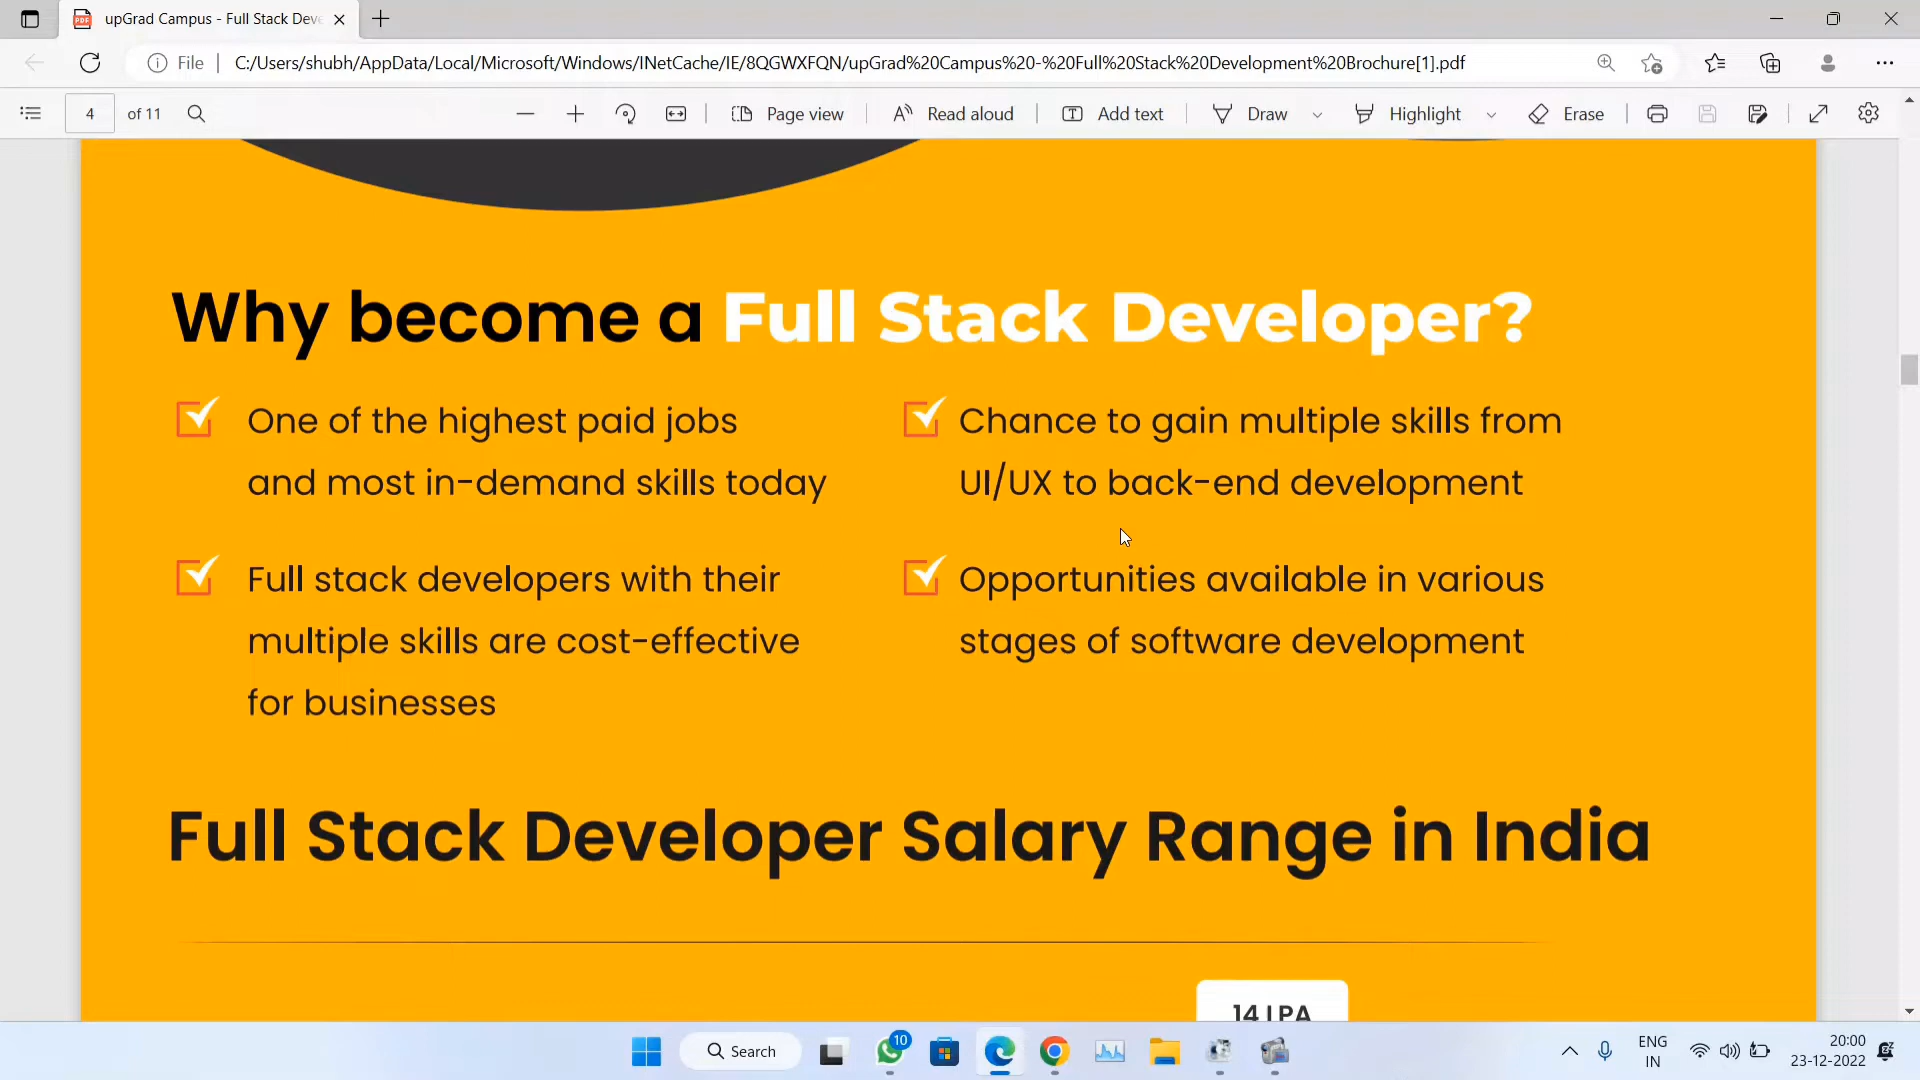 upGrad Campus - Full Stack Deve
File
C:/Users/shubh/AppData/Local/Microsoft/Windows/INetCache/IE/8QGWXFQN/upGrad%20Campus%20-%20Full%20Stack%20Development%20Brochure[1].pdf
4 of 11
Page view
Read aloud
Add text
Draw
Highlight
Erase
Why become a Full Stack Developer?
One of the highest paid jobs
and most in-demand skills today
Chance to gain multiple skills from
UI/UX to back-end development
Full stack developers with their
multiple skills are cost-effective
for businesses
Opportunities available in various
stages of software development
Full Stack Developer Salary Range in India
14 LPA
Search
10
ENG
IN
20:00
23-12-2022